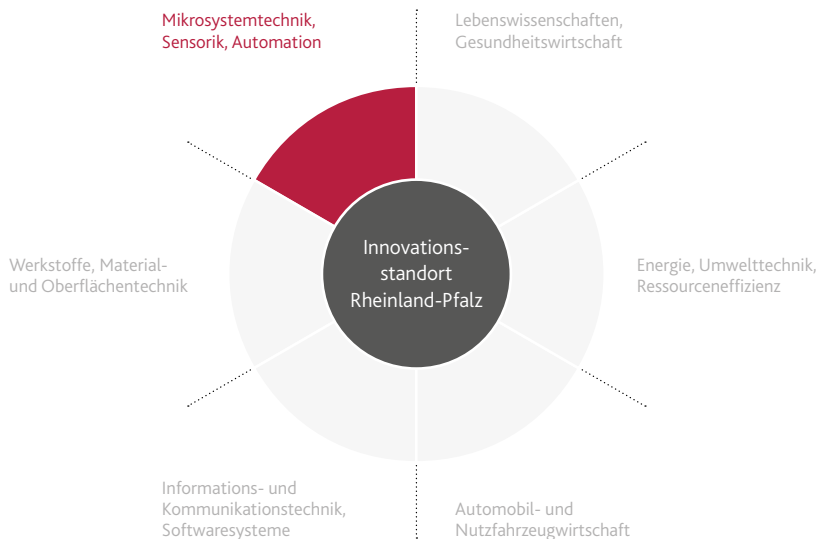 Mikrosystemtechnik,
Sensorik, Automation
Lebenswissenschaften,
Gesundheitswirtschaft
Innovations-
standort
Rheinland-Pfalz
Werkstoffe, Material-
und Oberflächentechnik
Energie, Umwelttechnik,
Ressourceneffizienz
Informations- und
Kommunikationstechnik,
Softwaresysteme
Automobil- und
Nutzfahrzeugwirtschaft